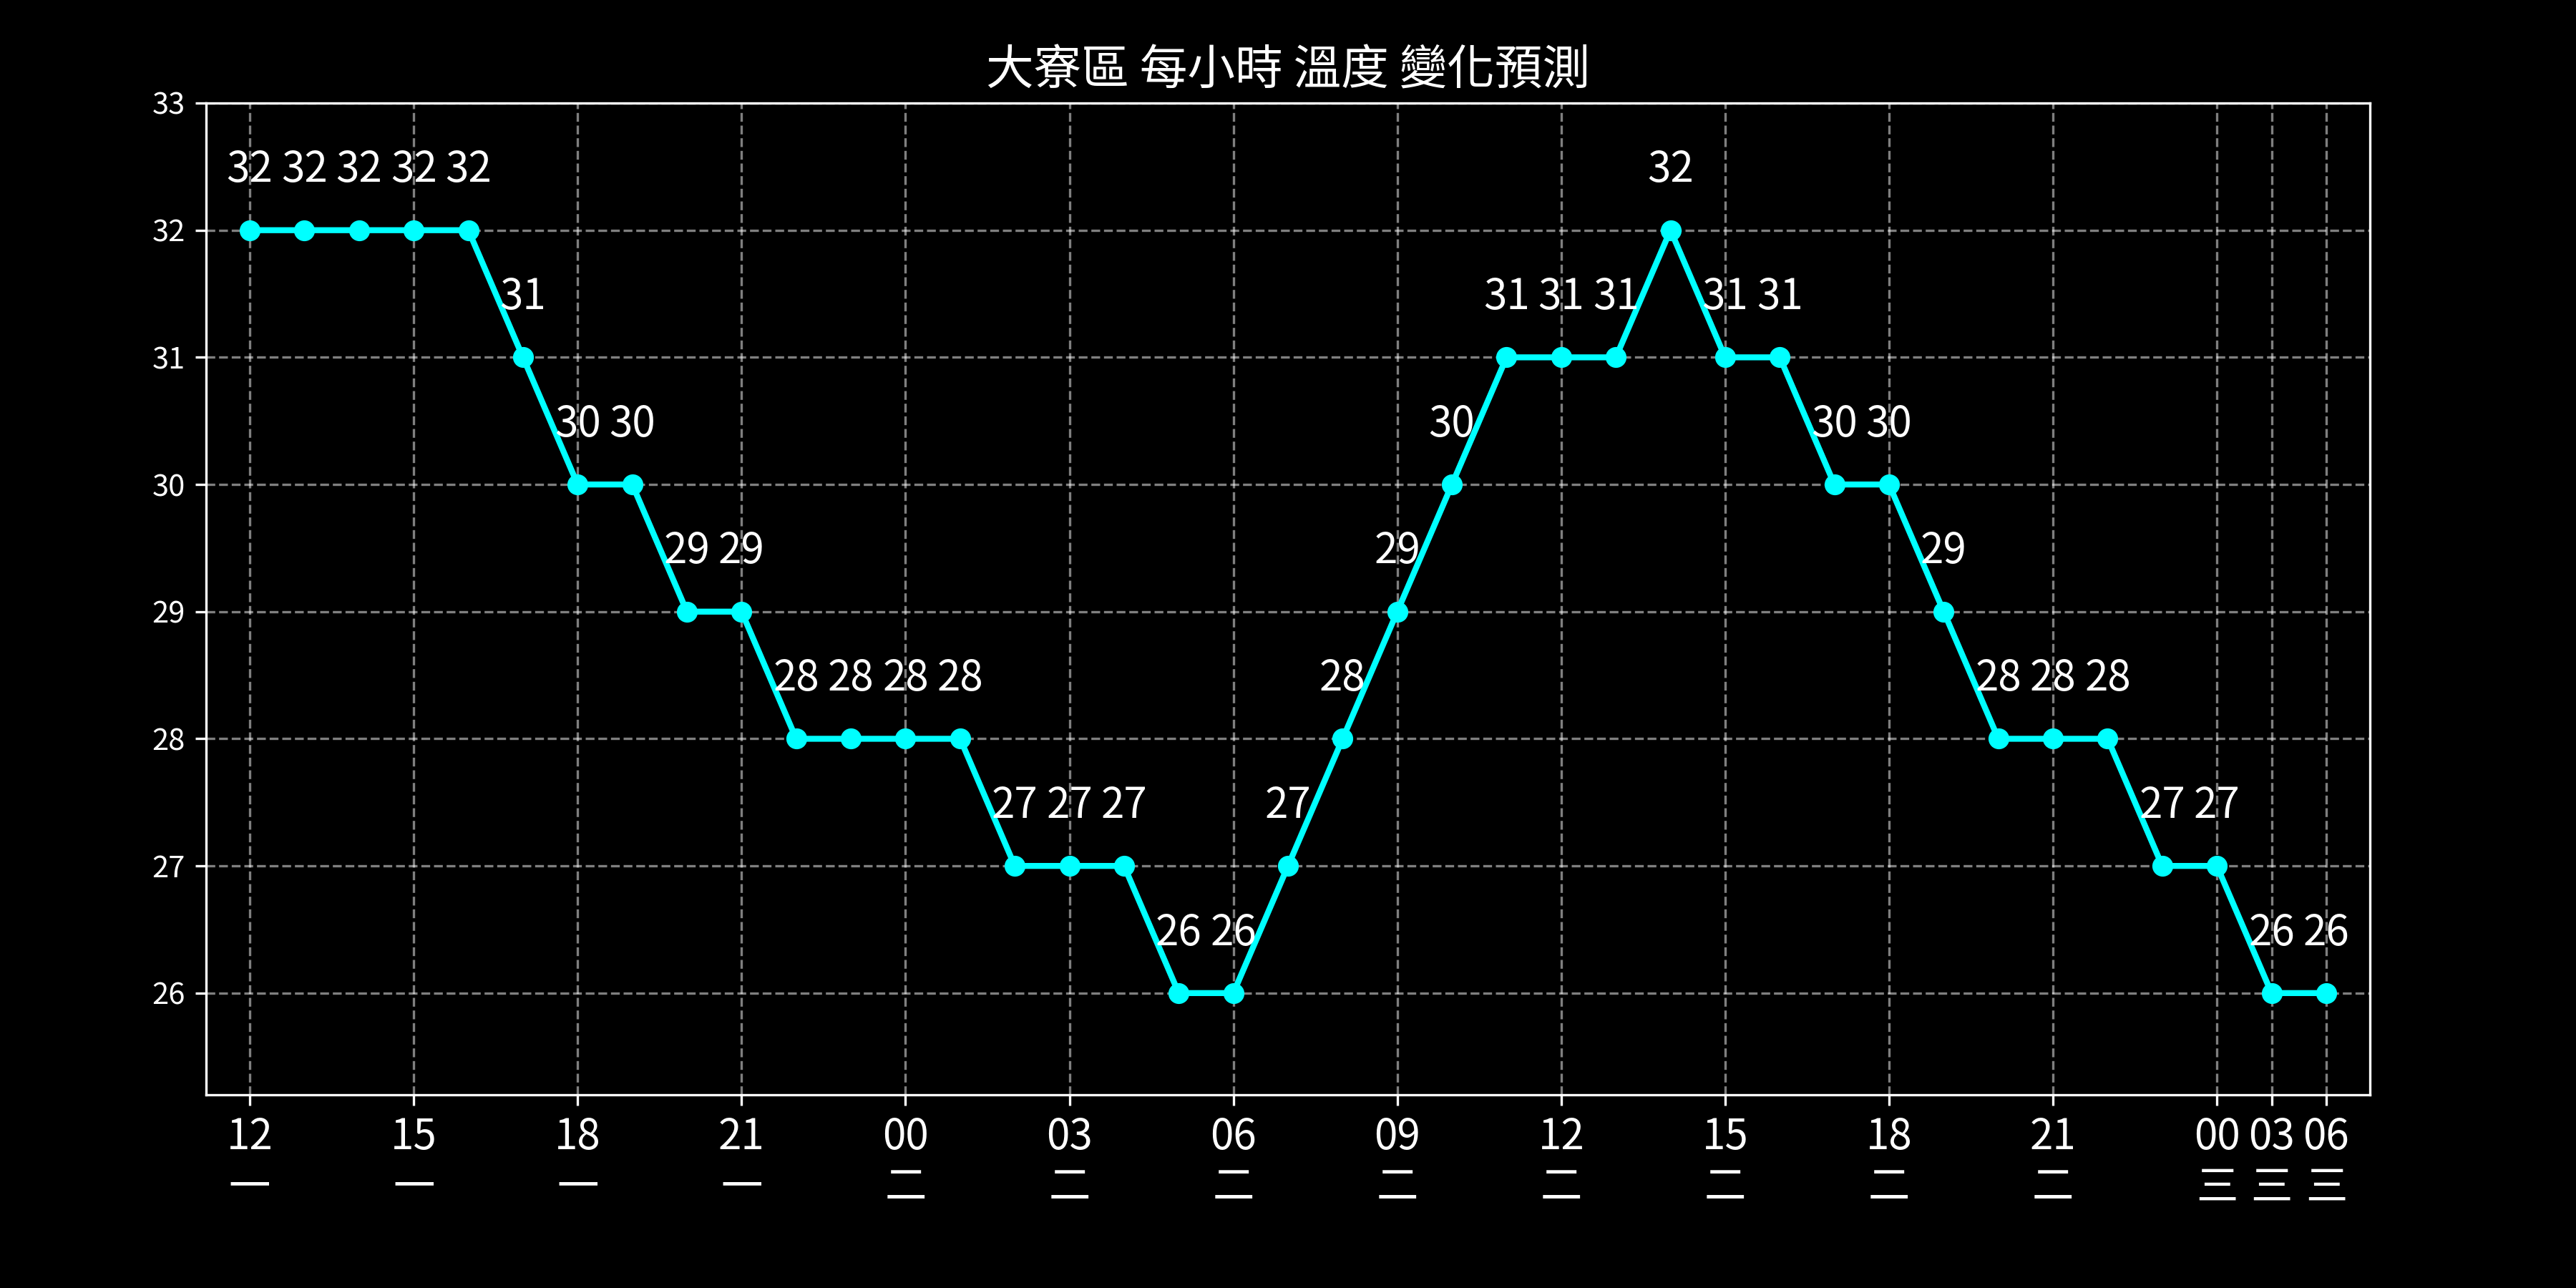 大寮區 每小時 溫度 變化預測
33
32 32 32 32 32 32
32
31
31 31 31 31 31
31
30 30 30 30 30
30
29 29 29 29
29
28 28 28 28 28 28 28 28
28
27 27 27 27 27 27
27
26 26 26 26
26
12 15 18 21 00 03 06 09 12 15 18 21 00 03 06
一 一 一 一 二 二 二 二 二 二 二 二 三 三 三